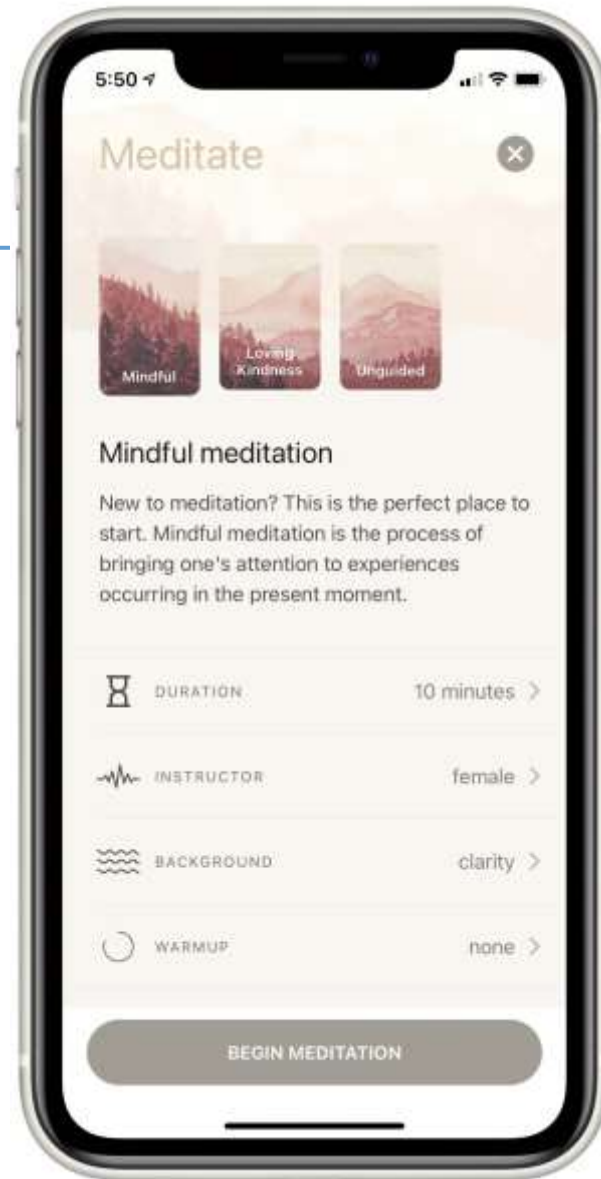 5:50
Meditate
Mindful
Loving
Kindness
Unguided
Mindful meditation
New to meditation? This is the perfect place to
start. Mindful meditation is the process of
bringing one's attention to experiences
occurring in the present moment.
DURATION 10 minutes
INSTRUCTOR female
BACKGROUND clarity
WARMUP none
BEGIN MEDITATION